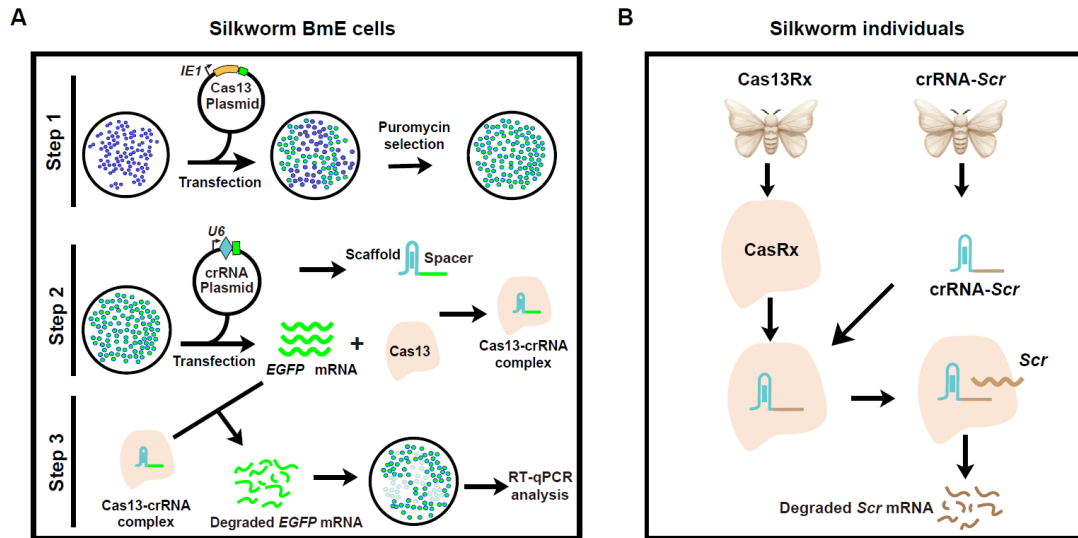 A
Silkworm BmE cells
Step 1
IE1
Cas13
Plasmid
Transfection
Puromycin
selection
Step 2
U6
crRNA
Plasmid
Transfection
Scaffold
Spacer
EGFP mRNA
+
Cas13
Cas13-crRNA
complex
Step 3
Cas13-crRNA
complex
Degraded EGFP mRNA
RT-qPCR
analysis
B
Silkworm individuals
Cas13Rx
crRNA-Scr
CasRx
crRNA-Scr
Scr
Degraded Scr mRNA